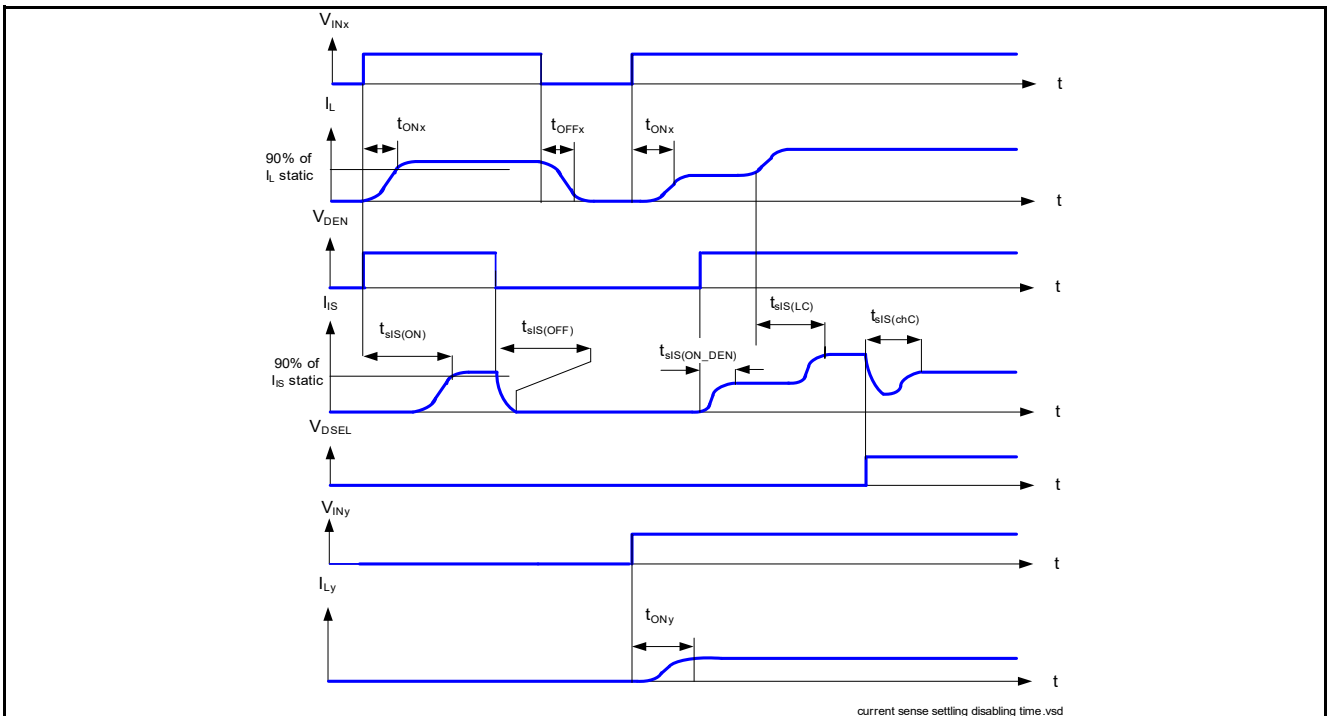 VINx
t
IL
tONx
tOFFx
tONx
90% of
IL static
t
VDEN
t
IIS
tsIS(ON)
tsIS(OFF)
tsIS(ON_DEN)
tsIS(LC)
tsIS(chC)
90% of
IIS static
t
VDSEL
t
VINy
t
ILy
tONy
t
current sense settling disabling time.vsd